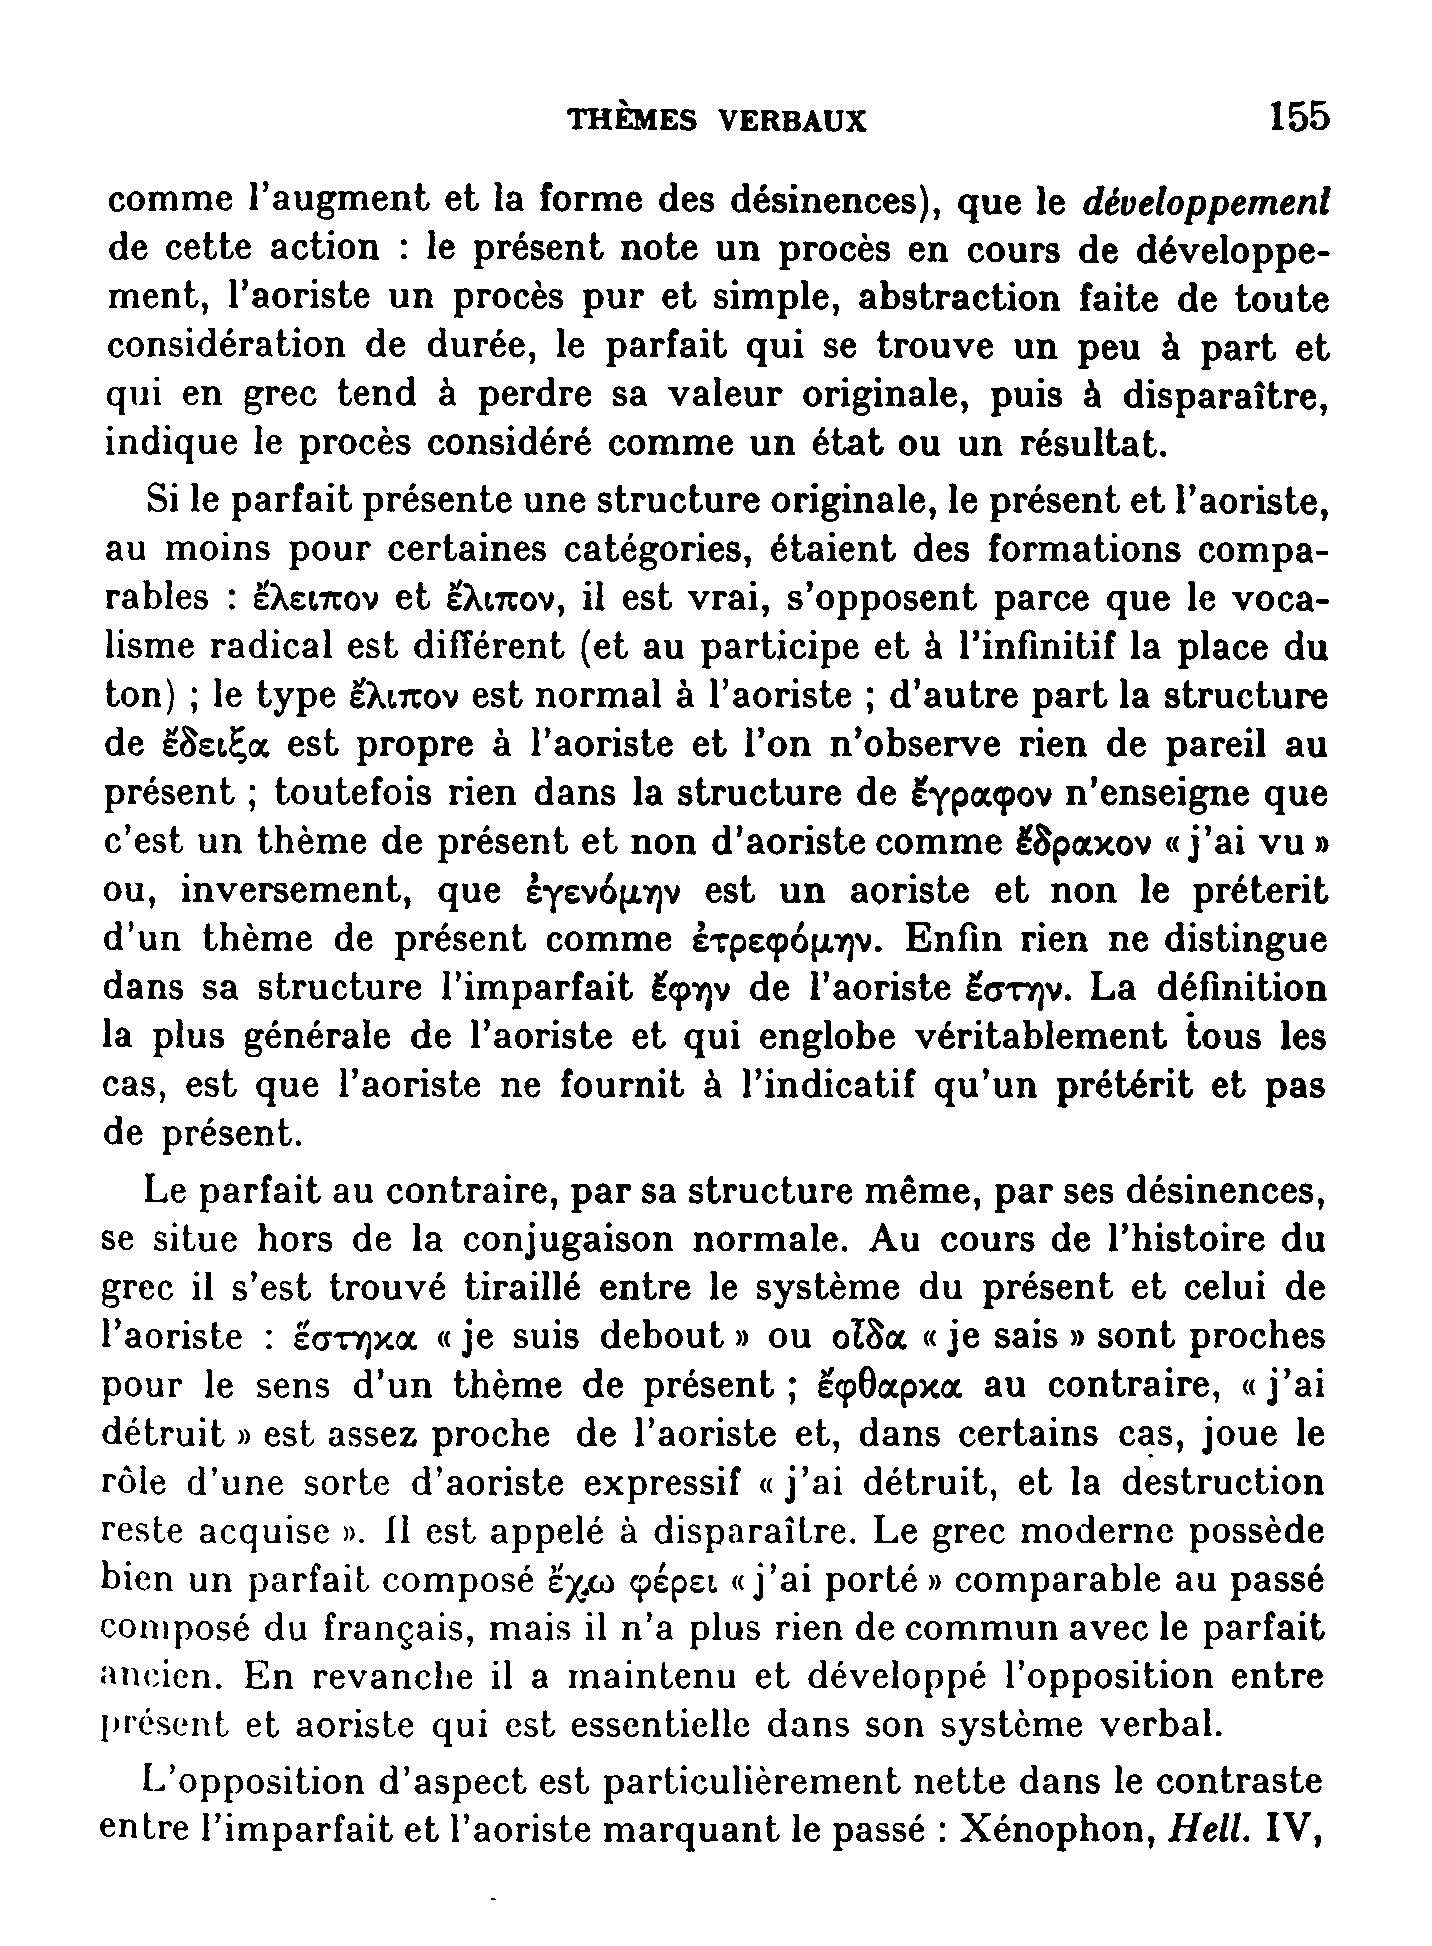 THÈMES VERBAUX 155
comme l'augment et la forme des désinences), que le développement
de cette action : le présent note un procès en cours de développe-
ment, l'aoriste un procès pur et simple, abstraction faite de toute
considération de durée, le parfait qui se trouve un peu à part et
qui en grec tend à perdre sa valeur originale, puis à disparaître,
indique le procès considéré comme un état ou un résultat.
Si le parfait présente une structure originale, le présent et l'aoriste,
au moins pour certaines catégories, étaient des formations compa-
rables : ἔλειπον et ἔλιπον, il est vrai, s'opposent parce que le voca-
lisme radical est différent (et au participe et à l'infinitif la place du
ton) ; le type ἔλιπον est normal à l'aoriste ; d'autre part la structure
de ἔδειξα est propre à l'aoriste et l'on n'observe rien de pareil au
présent ; toutefois rien dans la structure de ἔγραφον n'enseigne que
c'est un thème de présent et non d'aoriste comme ἔδρακον « j'ai vu »
ou, inversement, que ἐγενόμην est un aoriste et non le préterit
d'un thème de présent comme ἐτρεφόμην. Enfin rien ne distingue
dans sa structure l'imparfait ἔφην de l'aoriste ἔστην. La définition
la plus générale de l'aoriste et qui englobe véritablement tous les
cas, est que l'aoriste ne fournit à l'indicatif qu'un prétérit et pas
de présent.
Le parfait au contraire, par sa structure même, par ses désinences,
se situe hors de la conjugaison normale. Au cours de l'histoire du
grec il s'est trouvé tiraillé entre le système du présent et celui de
l'aoriste : ἕστηκα « je suis debout » ou οἶδα « je sais » sont proches
pour le sens d'un thème de présent ; ἔφθαρκα au contraire, « j'ai
détruit » est assez proche de l'aoriste et, dans certains cas, joue le
rôle d'une sorte d'aoriste expressif « j'ai détruit, et la destruction
reste acquise ». Il est appelé à disparaître. Le grec moderne possède
bien un parfait composé ἔχω φέρει « j'ai porté » comparable au passé
composé du français, mais il n'a plus rien de commun avec le parfait
ancien. En revanche il a maintenu et développé l'opposition entre
présent et aoriste qui est essentielle dans son système verbal.
L'opposition d'aspect est particulièrement nette dans le contraste
entre l'imparfait et l'aoriste marquant le passé : Xénophon, Hell. IV,